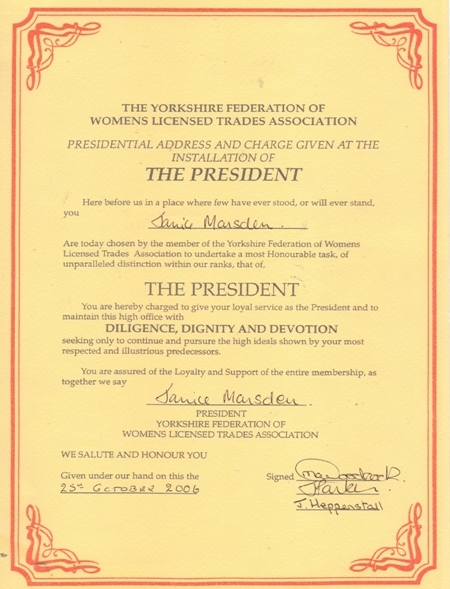 THE YORKSHIRE FEDERATION OF
WOMENS LICENSED TRADES ASSOCIATION
PRESIDENTIAL ADDRESS AND CHARGE GIVEN AT THE
INSTALLATION OF
THE PRESIDENT
Here before us in a place where few have ever stood, or will ever stand,
you Janice Marsden.
Are today chosen by the member of the Yorkshire Federation of Womens
Licensed Trades Association to undertake a most Honourable task, of
unparalleled distinction within our ranks, that of,
THE PRESIDENT
You are hereby charged to give your loyal service as the President and to
maintain this high office with
DILIGENCE, DIGNITY AND DEVOTION
seeking only to continue and pursure the high ideals shown by your most
respected and illustrious predecessors.
You are assured of the Loyalty and Support of the entire membership, as
together we say
Janice Marsden.
PRESIDENT
YORKSHIRE FEDERATION OF
WOMENS LICENSED TRADES ASSOCIATION
WE SALUTE AND HONOUR YOU
Given under our hand on this the
25th October 2006
Signed
J. Heppenstall